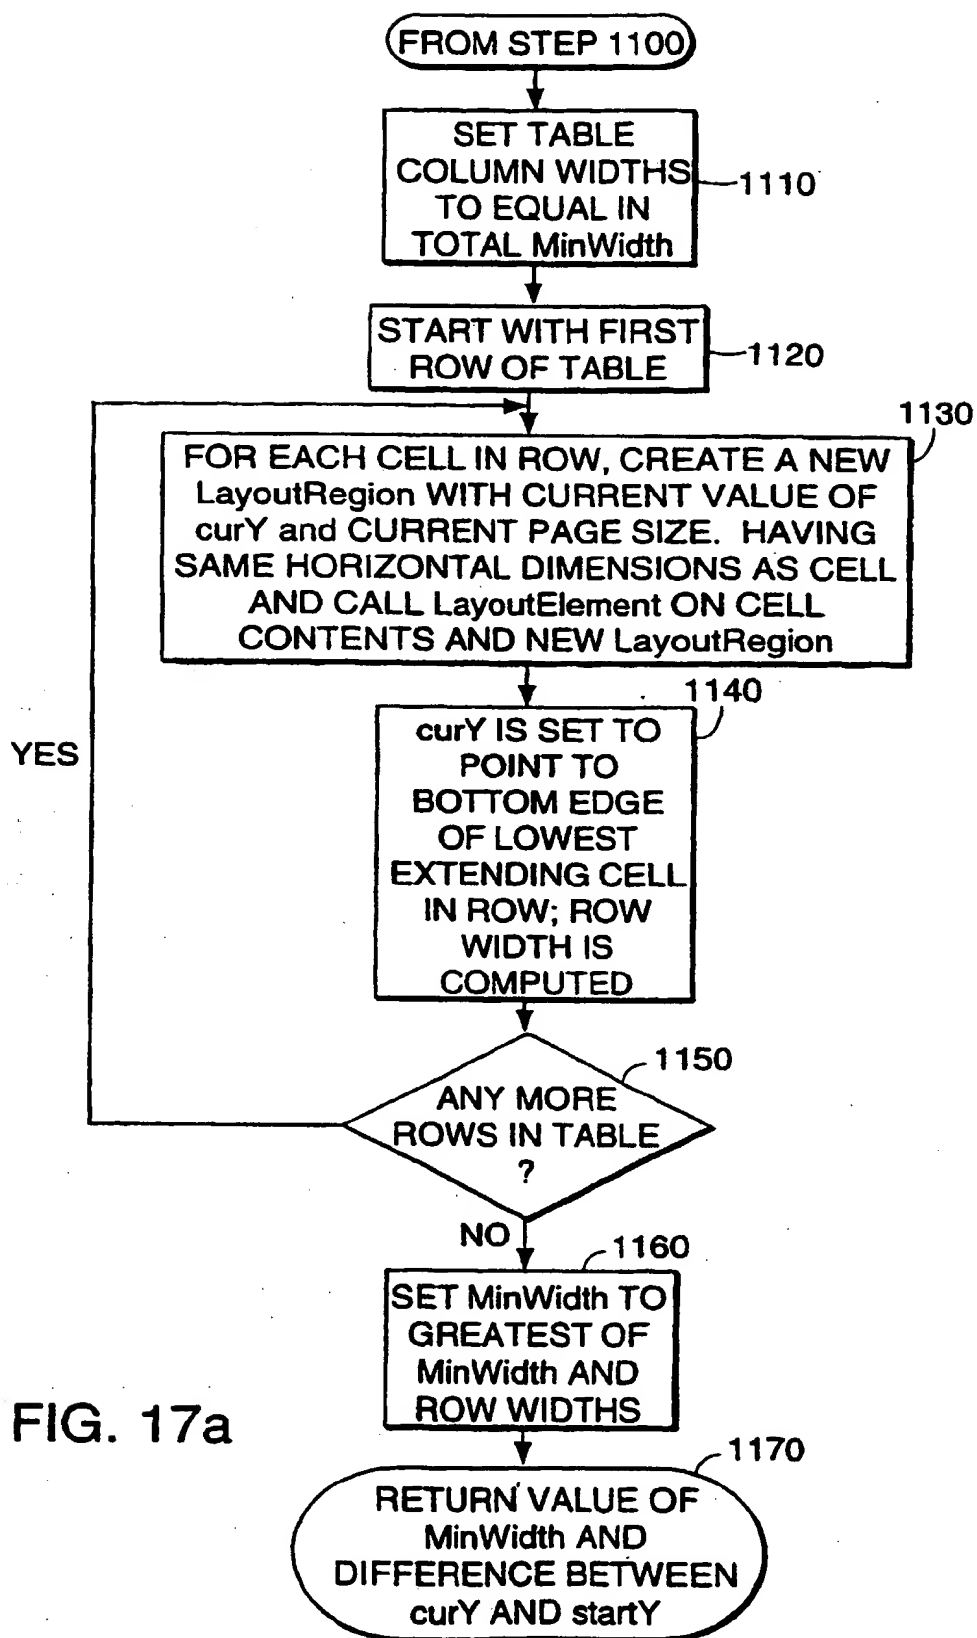 FROM STEP 1100
SET TABLE
COLUMN WIDTHS
TO EQUAL IN
TOTAL MinWidth
1110
START WITH FIRST
ROW OF TABLE
1120
1130
FOR EACH CELL IN ROW, CREATE A NEW
LayoutRegion WITH CURRENT VALUE OF
curY and CURRENT PAGE SIZE. HAVING
SAME HORIZONTAL DIMENSIONS AS CELL
AND CALL LayoutElement ON CELL
CONTENTS AND NEW LayoutRegion
1140
curY IS SET TO
POINT TO
BOTTOM EDGE
OF LOWEST
EXTENDING CELL
IN ROW; ROW
WIDTH IS
COMPUTED
YES
1150
ANY MORE
ROWS IN TABLE
?
NO
1160
SET MinWidth TO
GREATEST OF
MinWidth AND
ROW WIDTHS
FIG. 17a
1170
RETURN VALUE OF
MinWidth AND
DIFFERENCE BETWEEN
curY AND startY